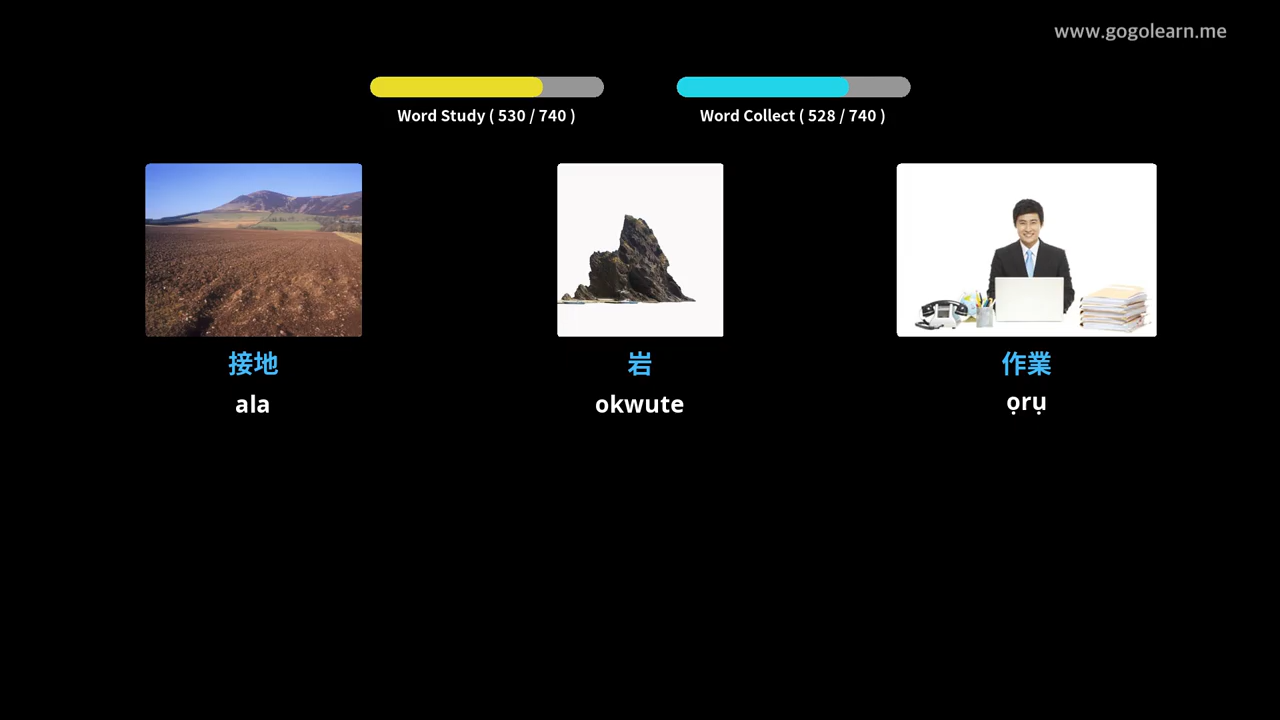 www.gogolearn.me
Word Study ( 530 / 740 )
Word Collect ( 528 / 740 )
接地
岩
作業
ala
okwute
ọrụ